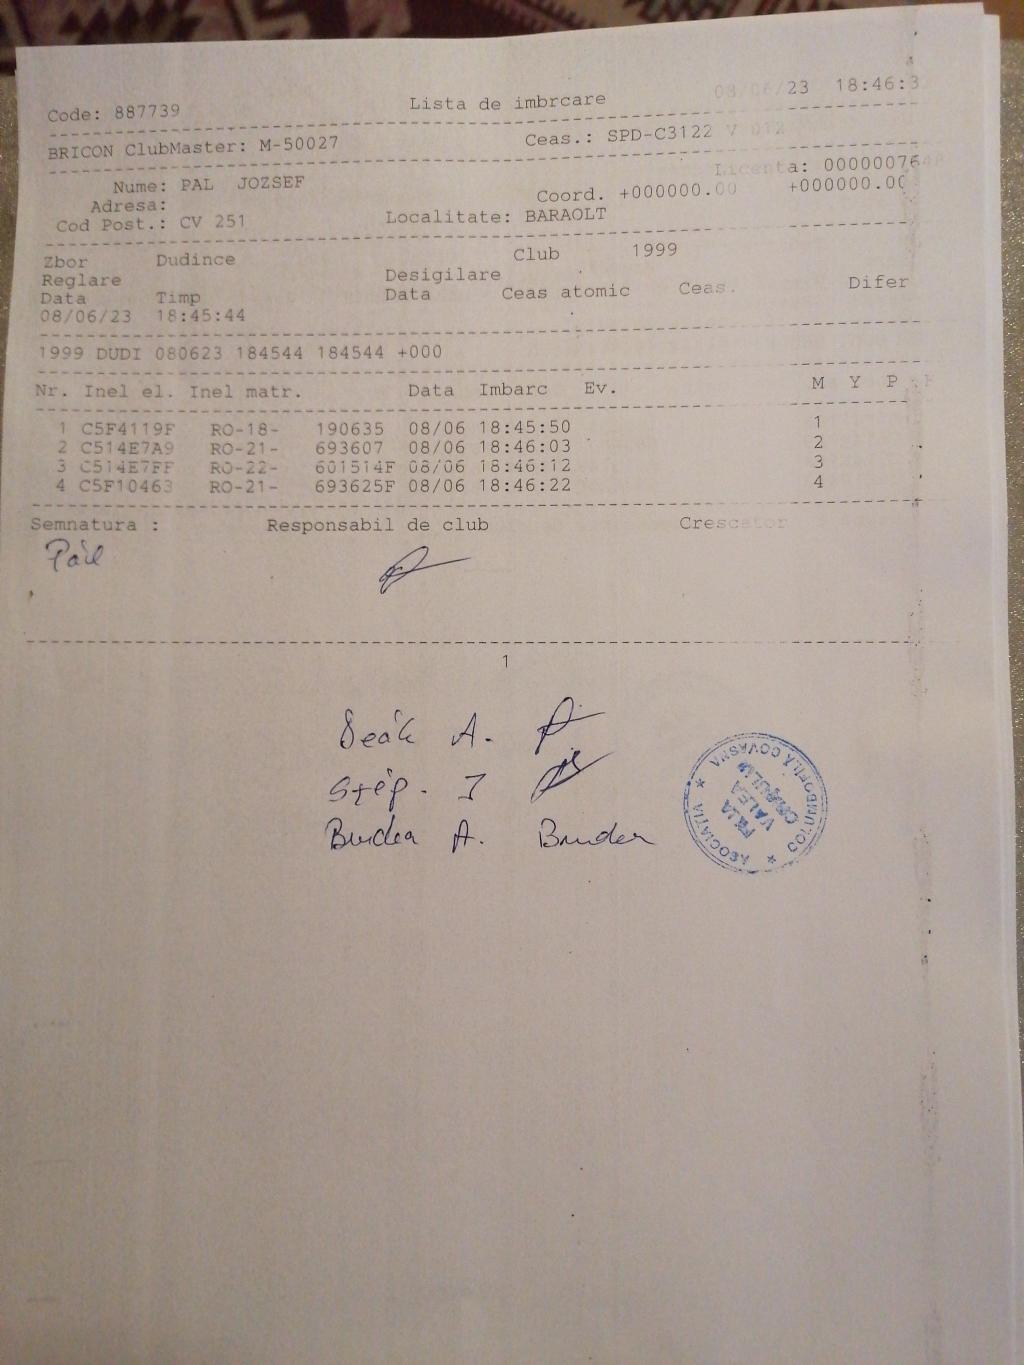 Code: 887739 Lista de imbrcare 08/06/23 18:46:3
BRICON ClubMaster: M-50027 Ceas.: SPD-C3122 V
Licenta: 0000007648
Nume: PAL JOZSEF Coord. +000000.00 +000000.00
Adresa:
Cod Post.: CV 251 Localitate: BARAOLT
Zbor Dudince Club 1999
Reglare Desigilare
Data Timp Data Ceas atomic Ceas. Difer
08/06/23 18:45:44
1999 DUDI 080623 184544 184544 +000
Nr. Inel el. Inel matr. Data Imbarc Ev. M Y P
1 C5F4119F RO-18- 190635 08/06 18:45:50 1
2 C514E7A9 RO-21- 693607 08/06 18:46:03 2
3 C514E7FF RO-22- 601514F 08/06 18:46:12 3
4 C5F10463 RO-21- 693625F 08/06 18:46:22 4
Semnatura : Responsabil de club Crescator
Pál
1
Deák A.
Szép. I
Burdea A. Burdea
ASOCIATIA COLUMBOFILA COVASNA
FILIA
VALEA
CRISULUI